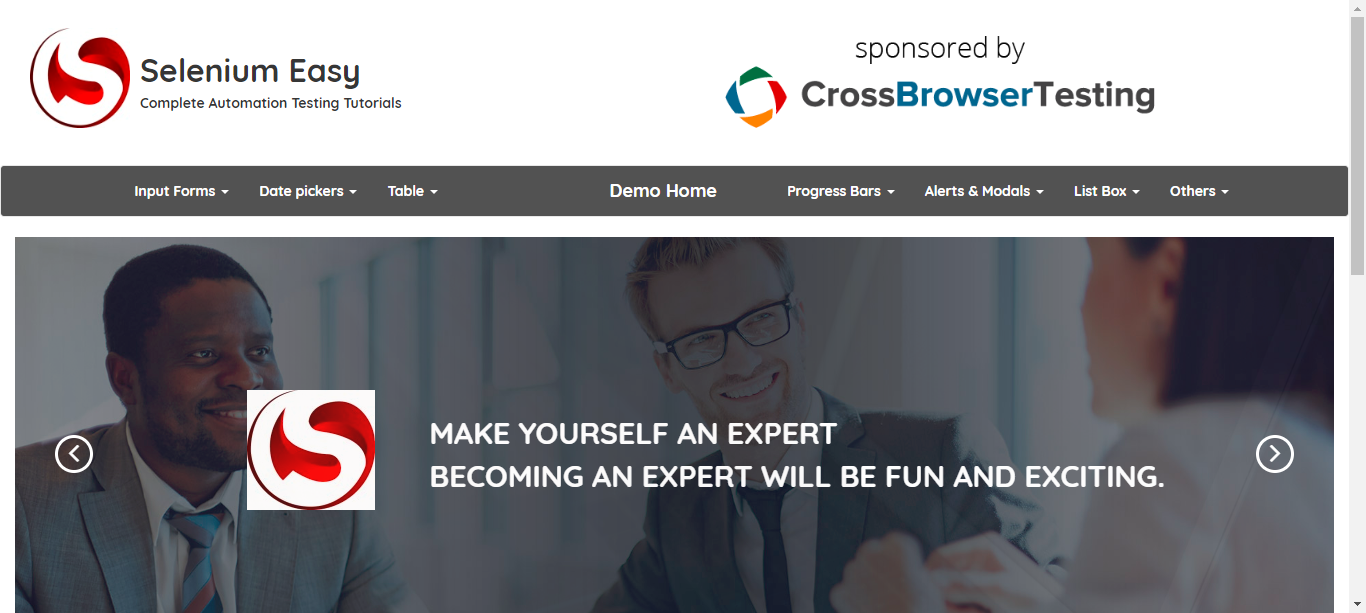 Selenium Easy
Complete Automation Testing Tutorials
sponsored by
CrossBrowserTesting
Input Forms
Date pickers
Table
Demo Home
Progress Bars
Alerts & Modals
List Box
Others
MAKE YOURSELF AN EXPERT
BECOMING AN EXPERT WILL BE FUN AND EXCITING.